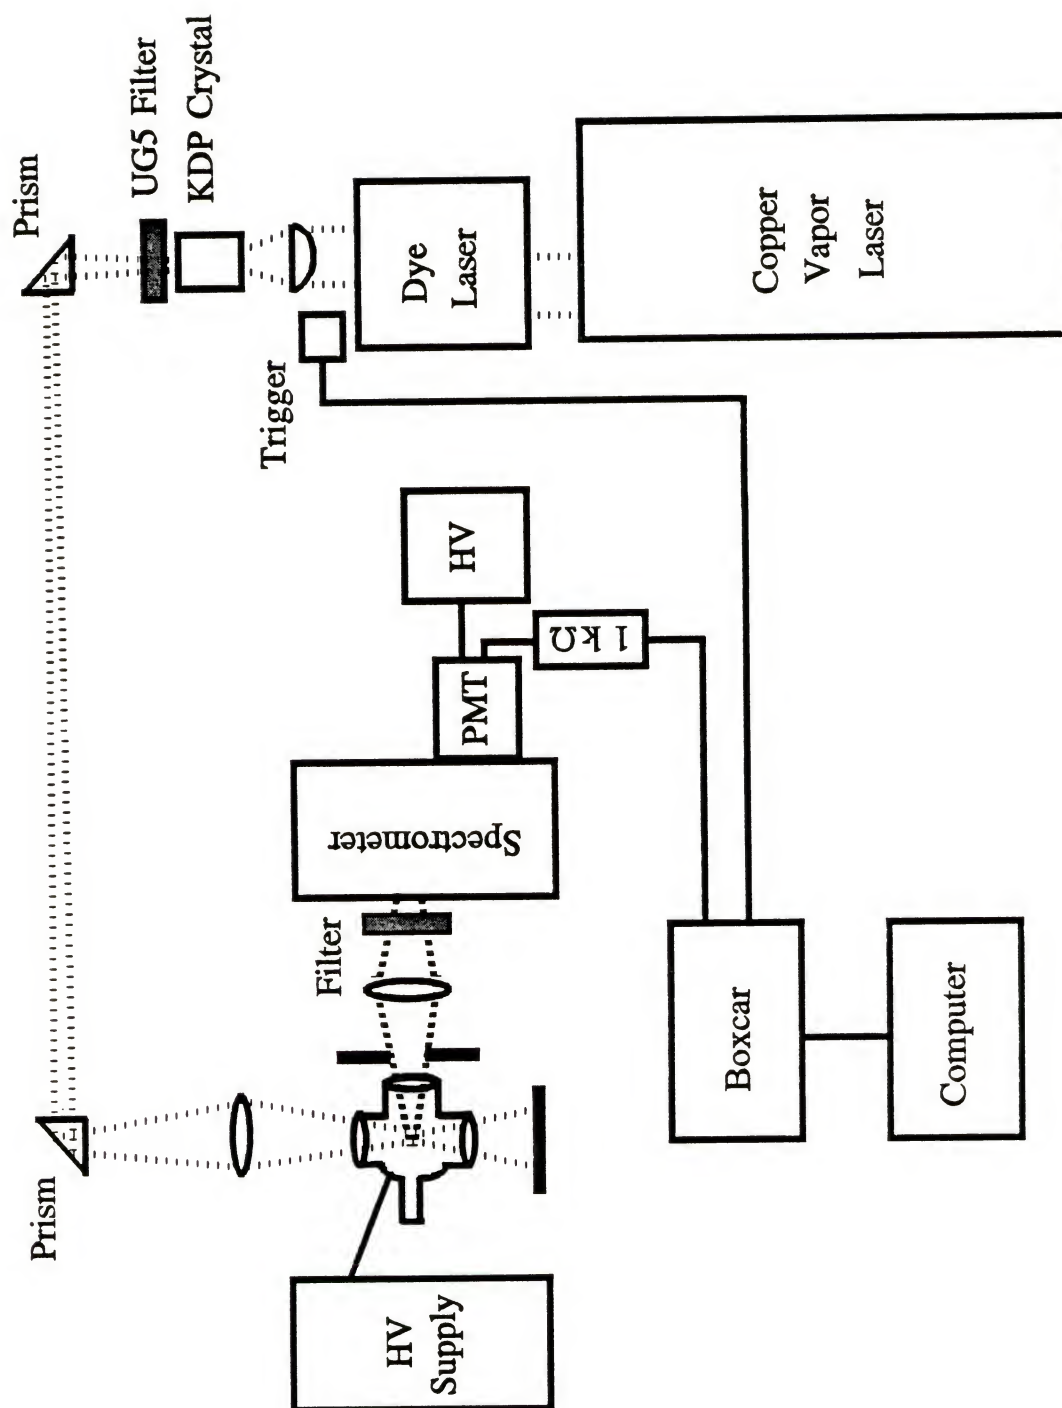 Prism
UG5 Filter
KDP Crystal
Dye
Laser
Copper
Vapor
Laser
Trigger
HV
1 kΩ
PMT
Spectrometer
Filter
Prism
HV
Supply
Boxcar
Computer